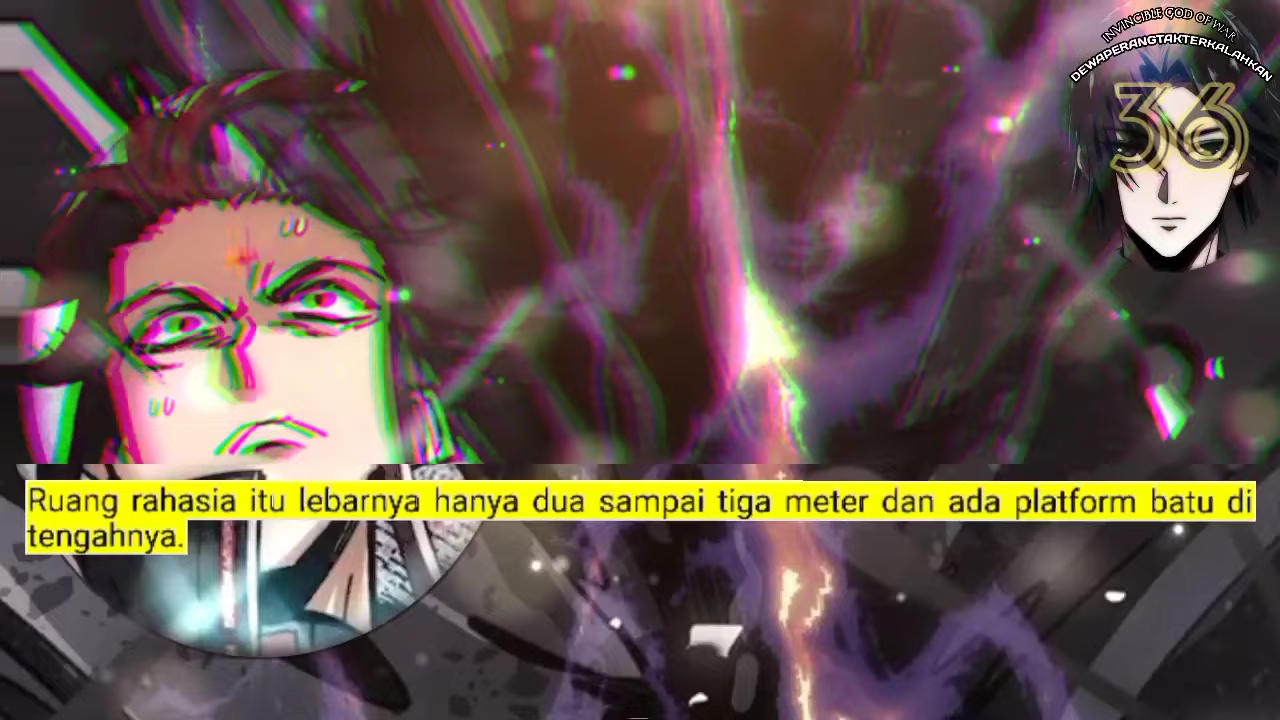 INVINCIBLE GOD OF WAR
DEWAPERANGTAKTERKALAHKAN
36
Ruang rahasia itu lebarnya hanya dua sampai tiga meter dan ada platform batu di
tengahnya.